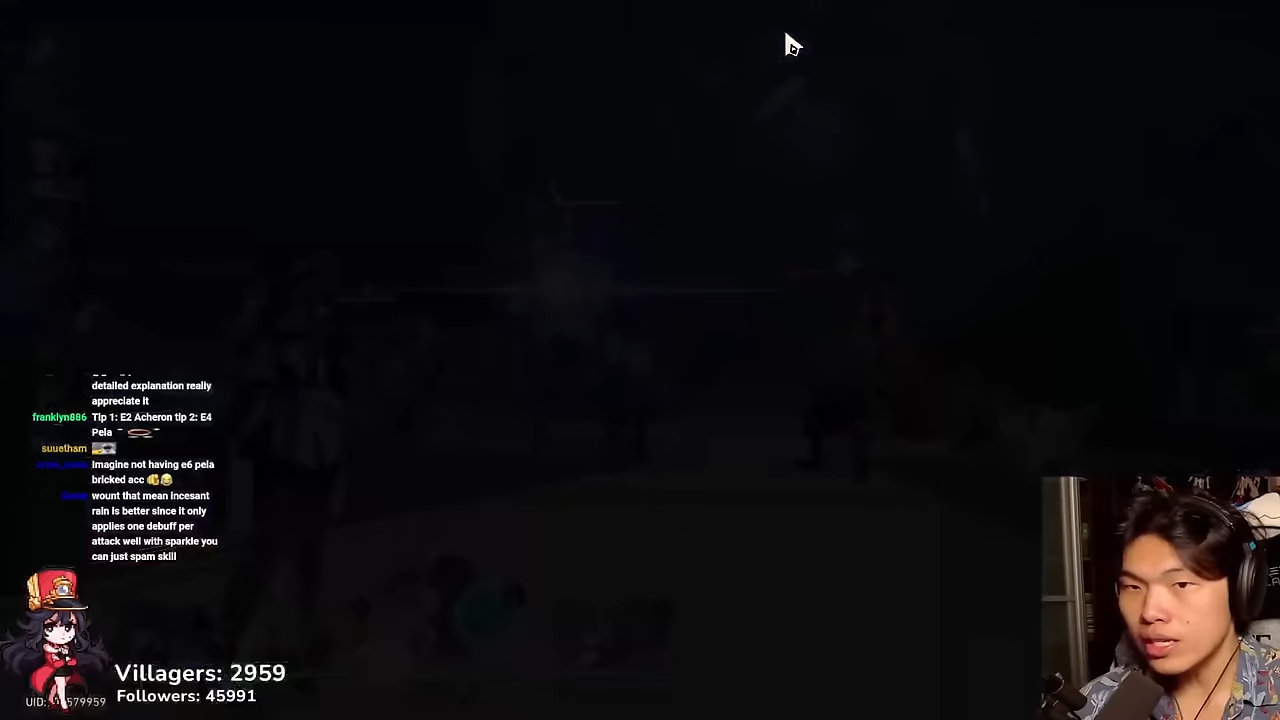 detailed explanation really
appreciate it
franklyn886 Tip 1: E2 Acheron tip 2: E4
Pela
suuetham
Imagine not having e6 pela
bricked acc
wount that mean incesant
rain is better since it only
applies one debuff per
attack well with sparkle you
can just spam skill
Villagers: 2959
Followers: 45991
UID: 579959